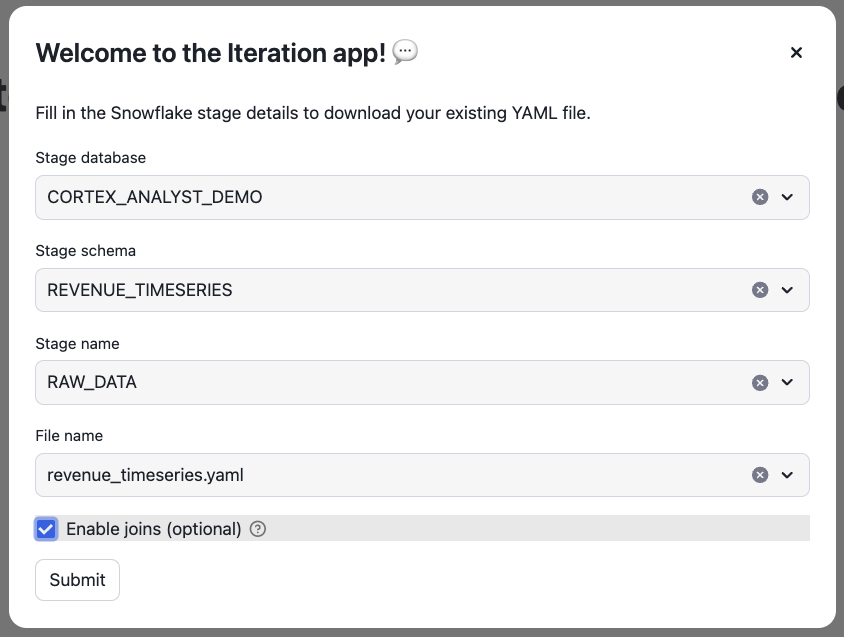 Welcome to the Iteration app! 💬
Fill in the Snowflake stage details to download your existing YAML file.
Stage database
CORTEX_ANALYST_DEMO
Stage schema
REVENUE_TIMESERIES
Stage name
RAW_DATA
File name
revenue_timeseries.yaml
Enable joins (optional)
Submit